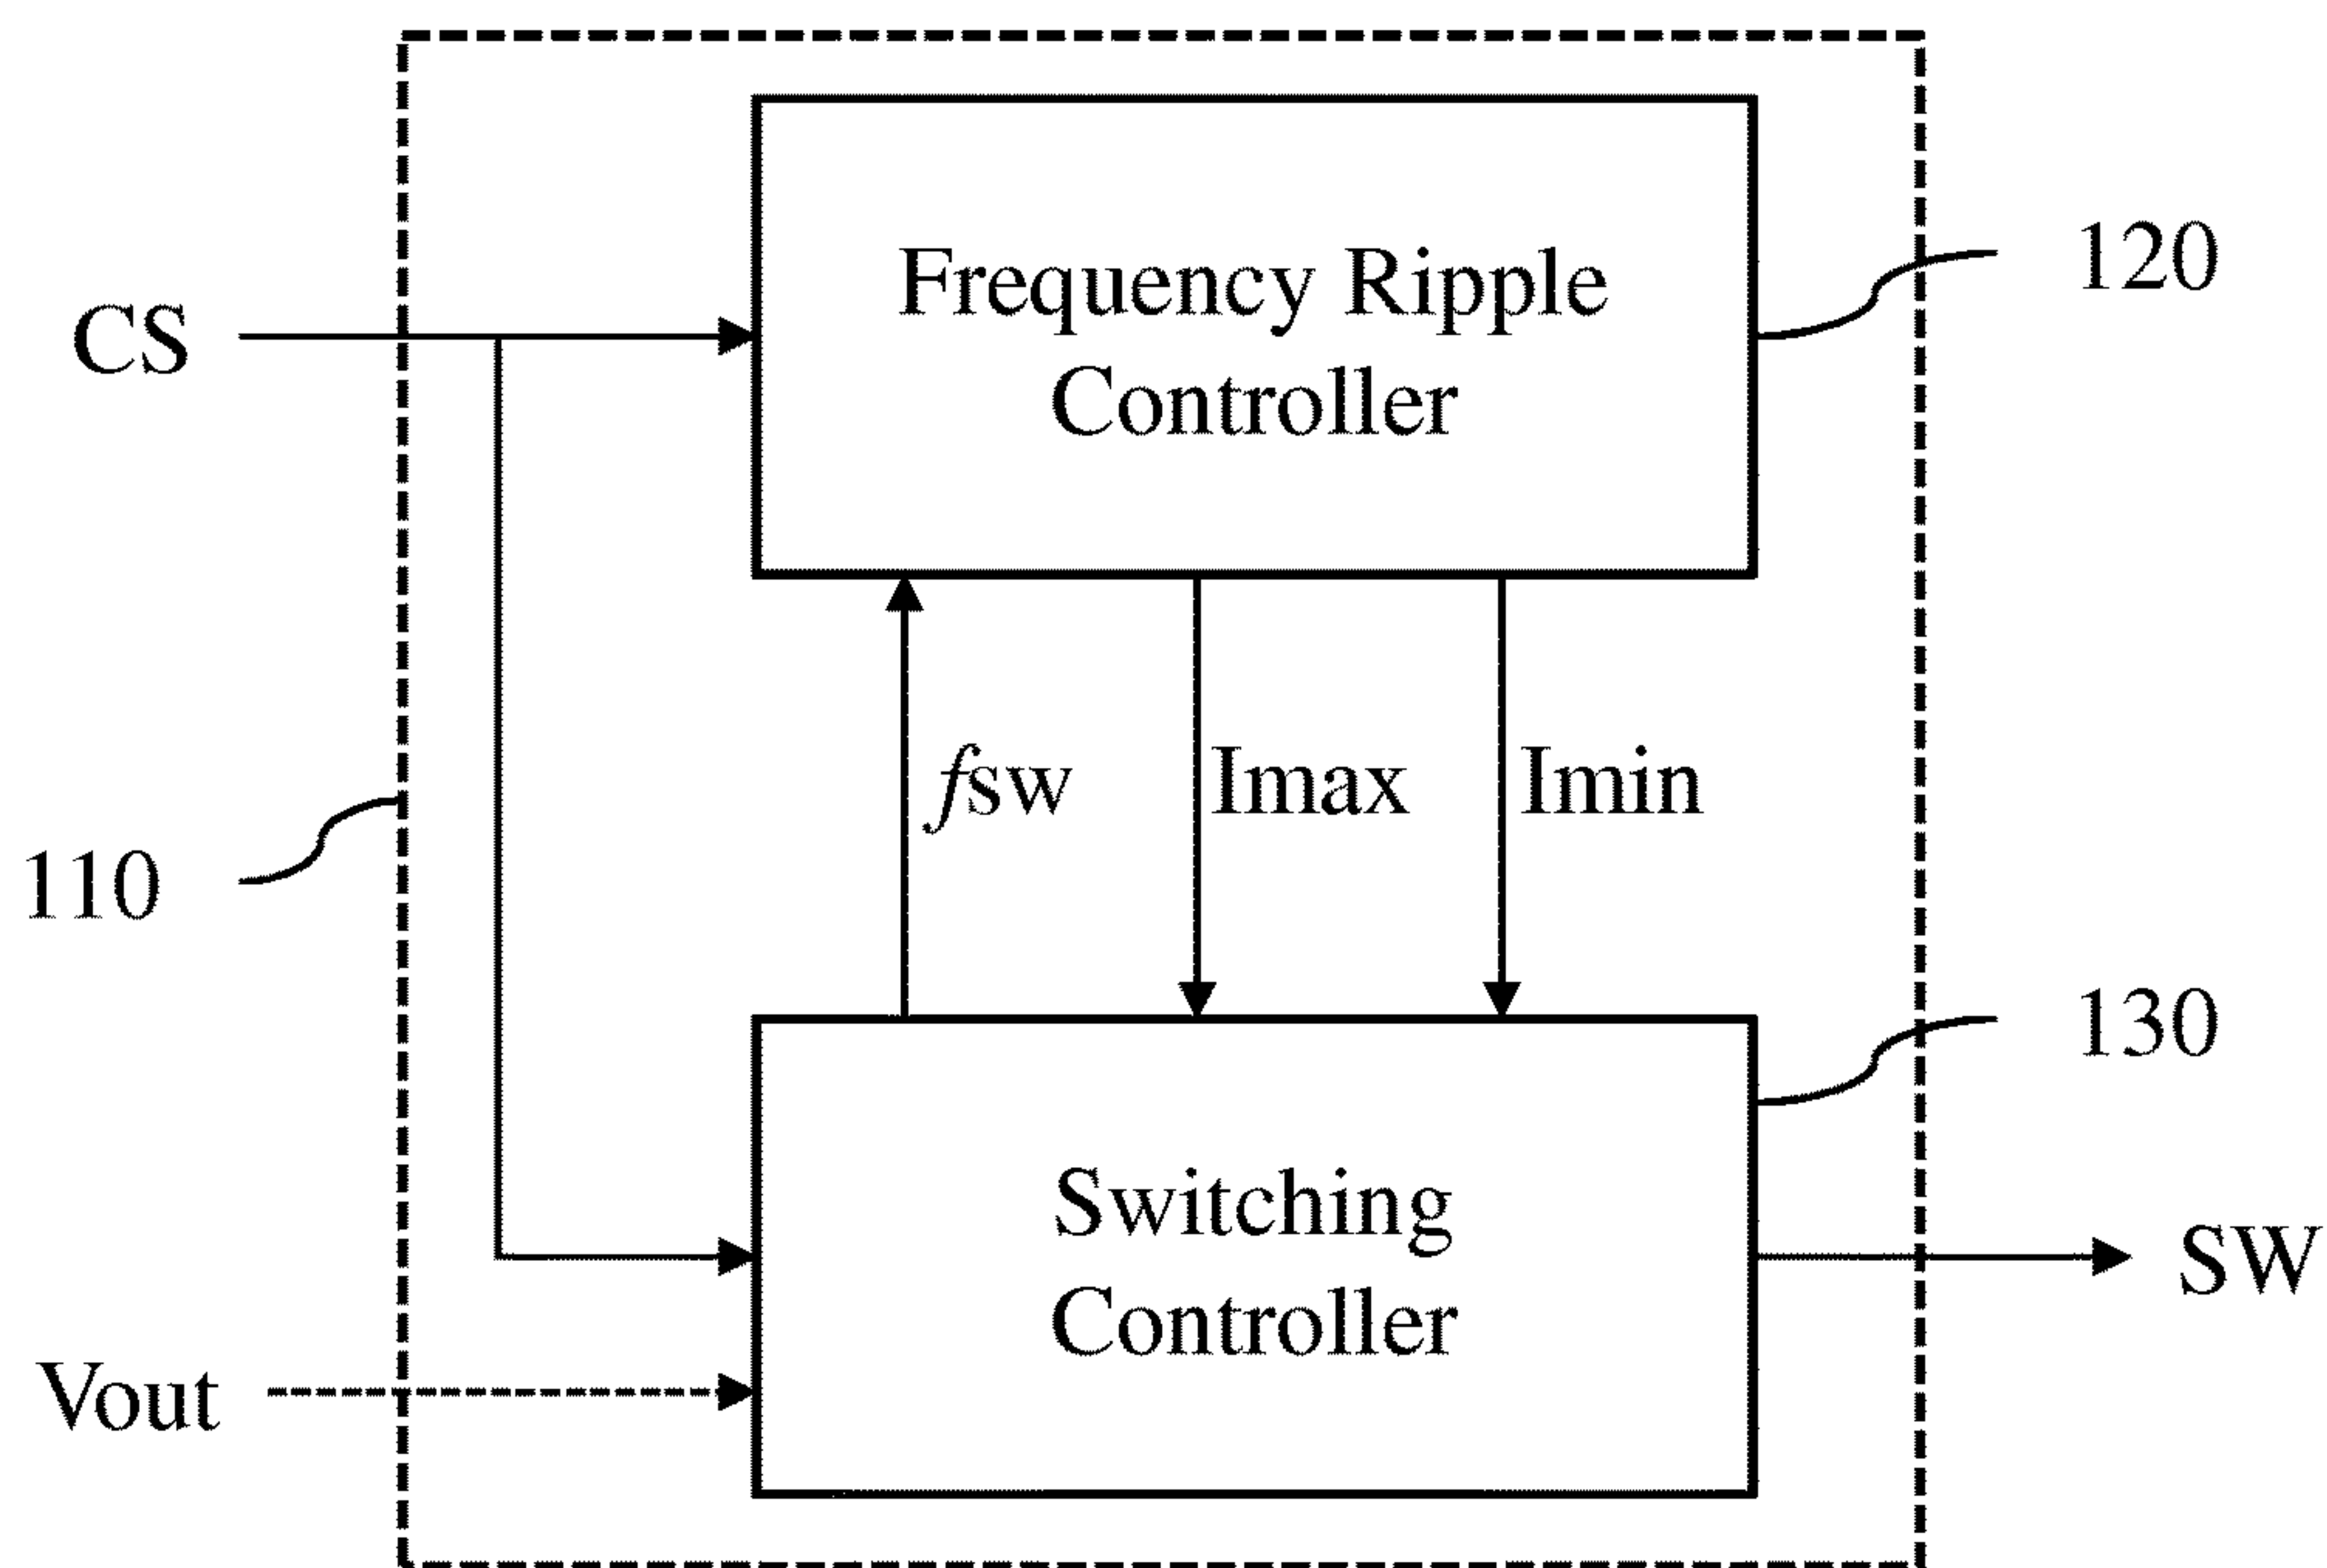 Frequency Ripple
Controller
120
CS
fsw
Imax
Imin
110
130
Switching
Controller
SW
Vout